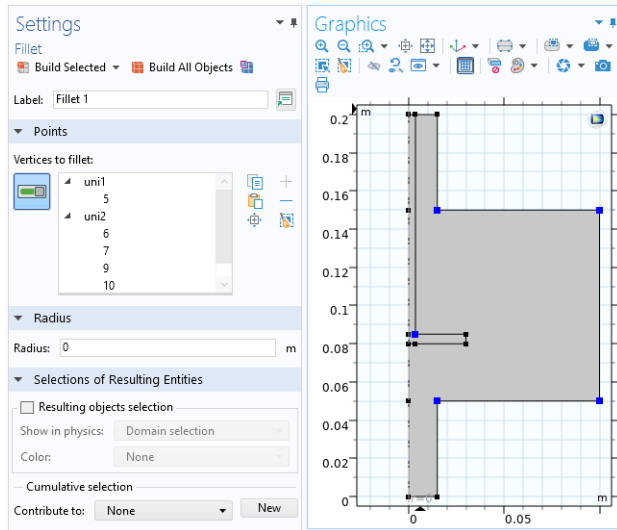 Settings
Fillet
Build Selected
Build All Objects
Label:
Fillet 1
Points
Vertices to fillet:
uni1
5
uni2
6
7
9
10
Radius
Radius:
0
m
Selections of Resulting Entities
Resulting objects selection
Show in physics:
Domain selection
Color:
None
Cumulative selection
Contribute to:
None
New
Graphics
m
0.2
0.18
0.16
0.14
0.12
0.1
0.08
0.06
0.04
0.02
0
r=0
m
0
0.05